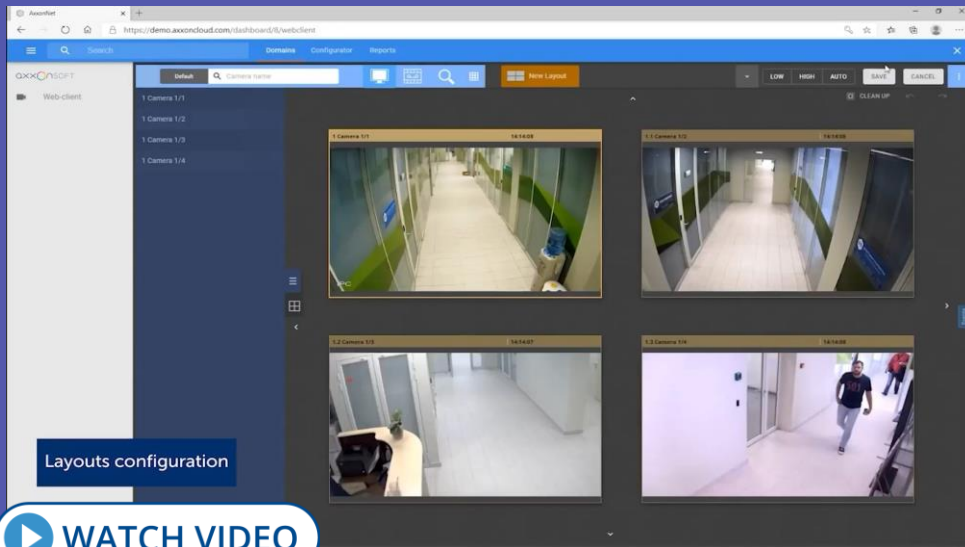 AxxonNet
https://demo.axxoncloud.com/dashboard/6/webclient
Search
Domains
Configurator
Reports
AXXONSOFT
Default
Camera name
New Layout
LOW
HIGH
AUTO
SAVE
CANCEL
Web-client
CLEAN UP
1 Camera 1/1
1 Camera 1/2
1 Camera 1/3
1 Camera 1/4
1 Camera 1/1
14:14:08
1.1 Camera 1/2
1.2 Camera 1/3
14:14:07
1.3 Camera 1/4
14:14:08
Layouts configuration
WATCH VIDEO